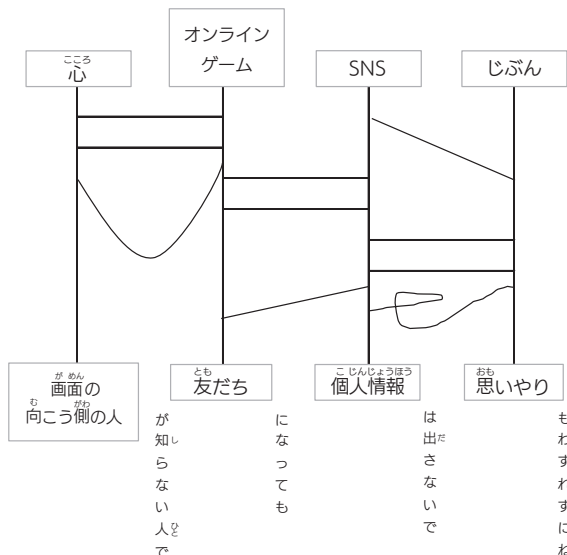 こころ
心
オンライン
ゲーム
SNS
じぶん
がめん
画面の
む がわ
向こう側の人
とも
友だち
こじんじょうほう
個人情報
おも
思いやり
が知らない人で
になっても
は出さないで
もわすれずにね